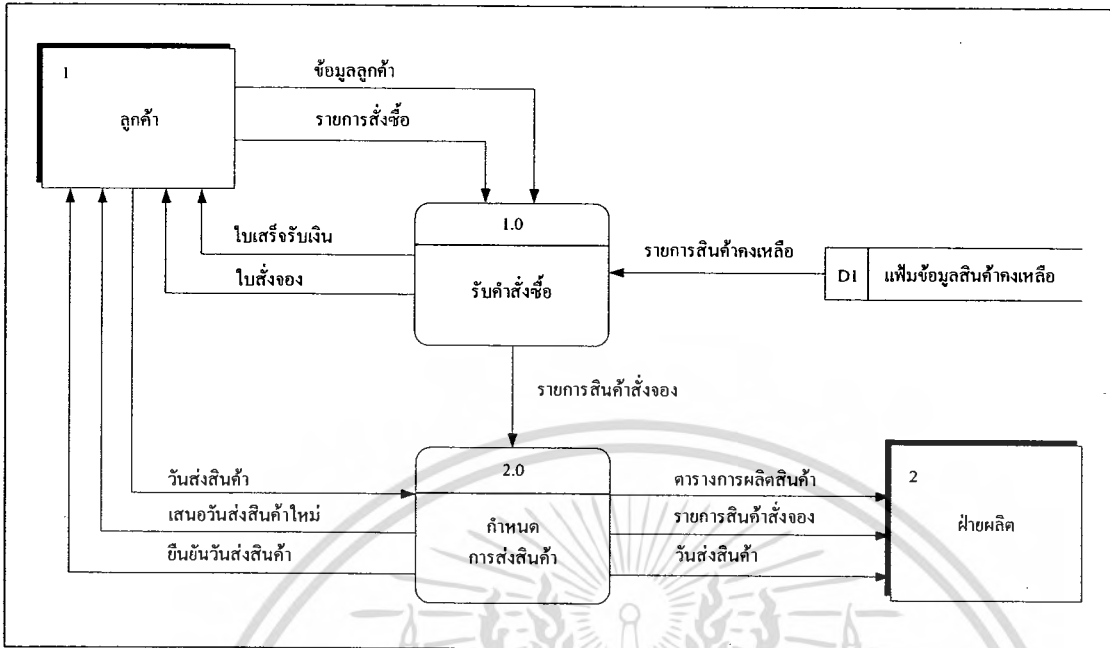 1
ลูกค้า
ข้อมูลลูกค้า
รายการสั่งซื้อ
ใบเสร็จรับเงิน
ใบสั่งจอง
1.0
รับคำสั่งซื้อ
รายการสินค้าคงเหลือ
D1
แฟ้มข้อมูลสินค้าคงเหลือ
รายการสินค้าสั่งจอง
วันส่งสินค้า
เสนอวันส่งสินค้าใหม่
ยืนยันวันส่งสินค้า
2.0
กำหนด
การส่งสินค้า
ตารางการผลิตสินค้า
รายการสินค้าสั่งจอง
วันส่งสินค้า
2
ฝ่ายผลิต